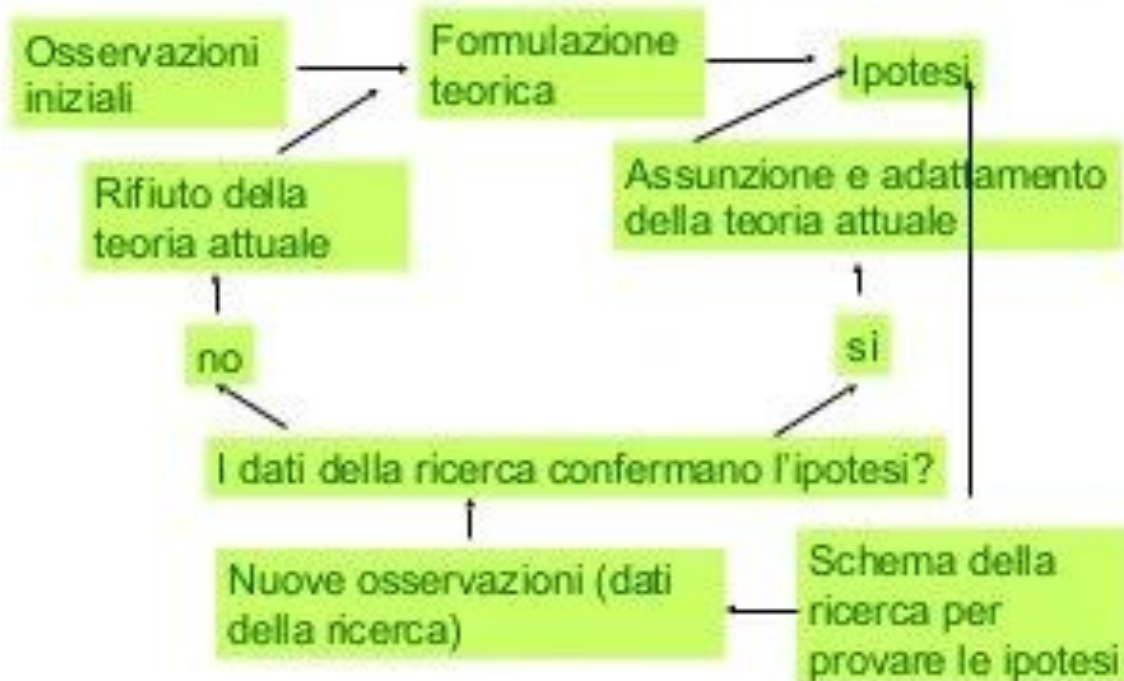 Osservazioni
iniziali
Formulazione
teorica
Ipotesi
Rifiuto della
teoria attuale
Assunzione e adattamento
della teoria attuale
no
si
I dati della ricerca confermano l'ipotesi?
Nuove osservazioni (dati
della ricerca)
Schema della
ricerca per
provare le ipotesi